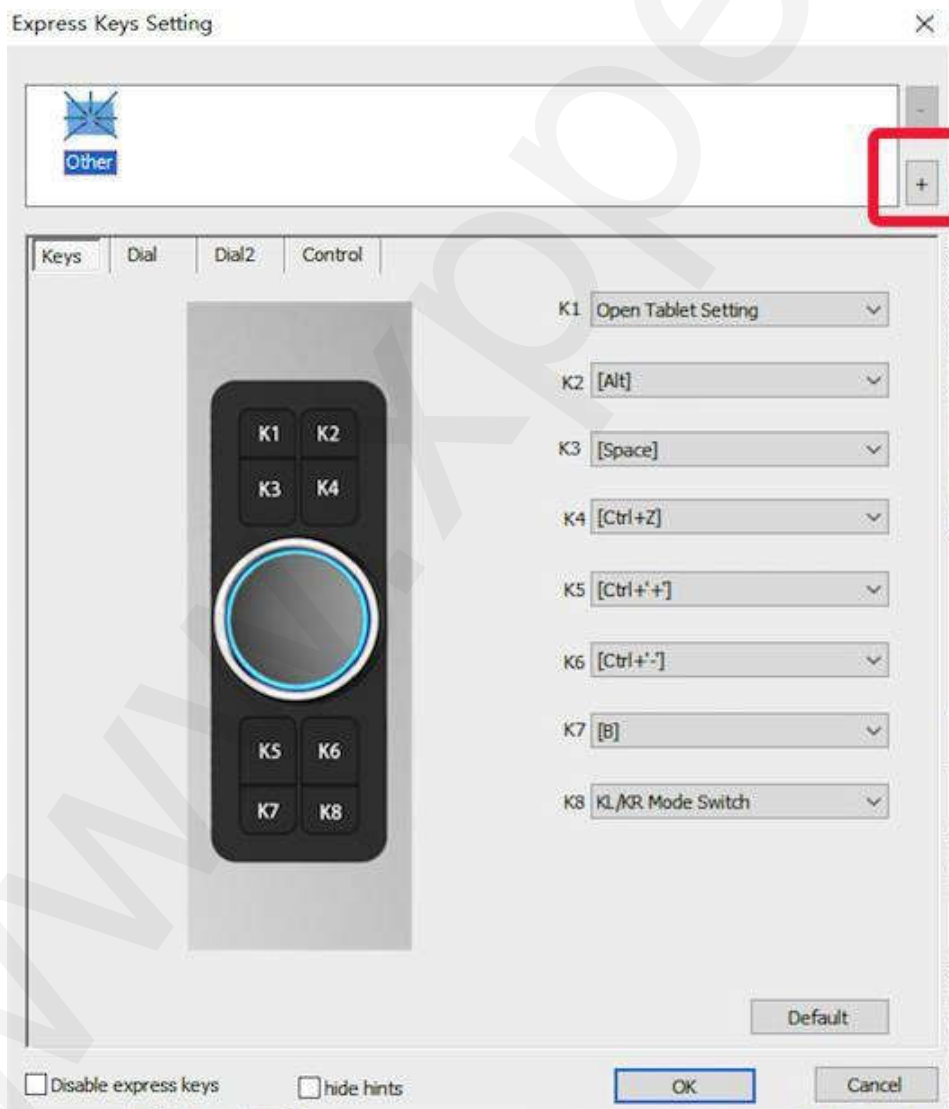 Express Keys Setting
-
Other
+
Keys Dial Dial2 Control
K1 Open Tablet Setting
K2 [Alt]
K1 K2
K3 [Space]
K3 K4
K4 [Ctrl+Z]
K5 [Ctrl+'+']
K6 [Ctrl+'-']
K7 [B]
K5 K6
K8 KL/KR Mode Switch
K7 K8
Default
Disable express keys hide hints OK Cancel